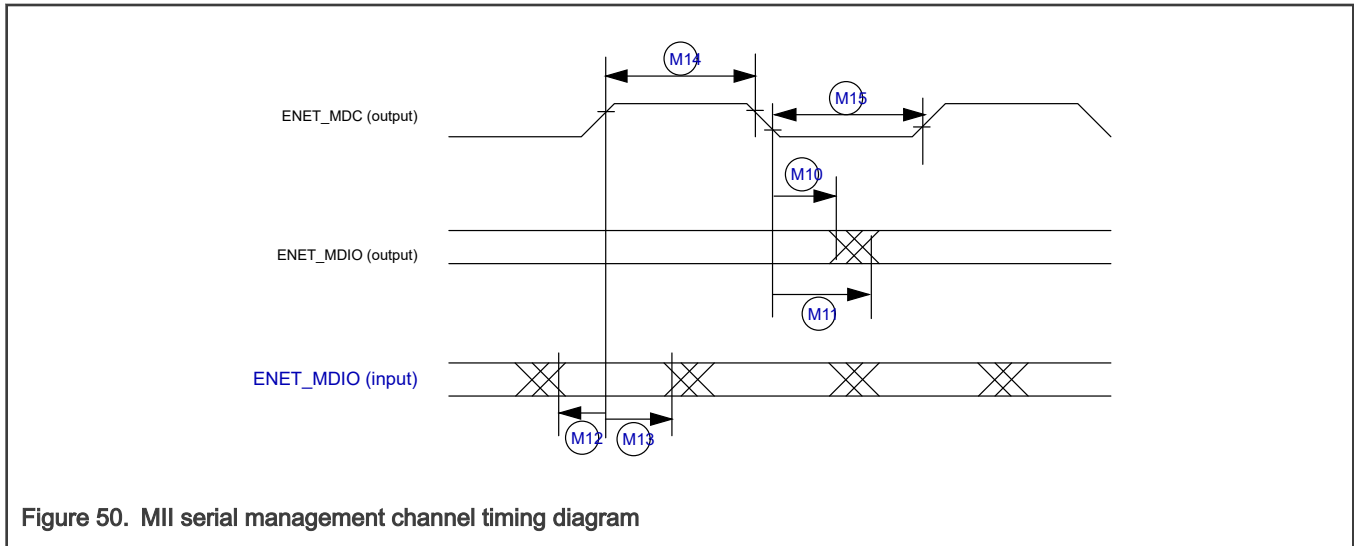 M14
M15
ENET_MDC (output)
M10
ENET_MDIO (output)
M11
ENET_MDIO (input)
M12 M13
Figure 50. MII serial management channel timing diagram